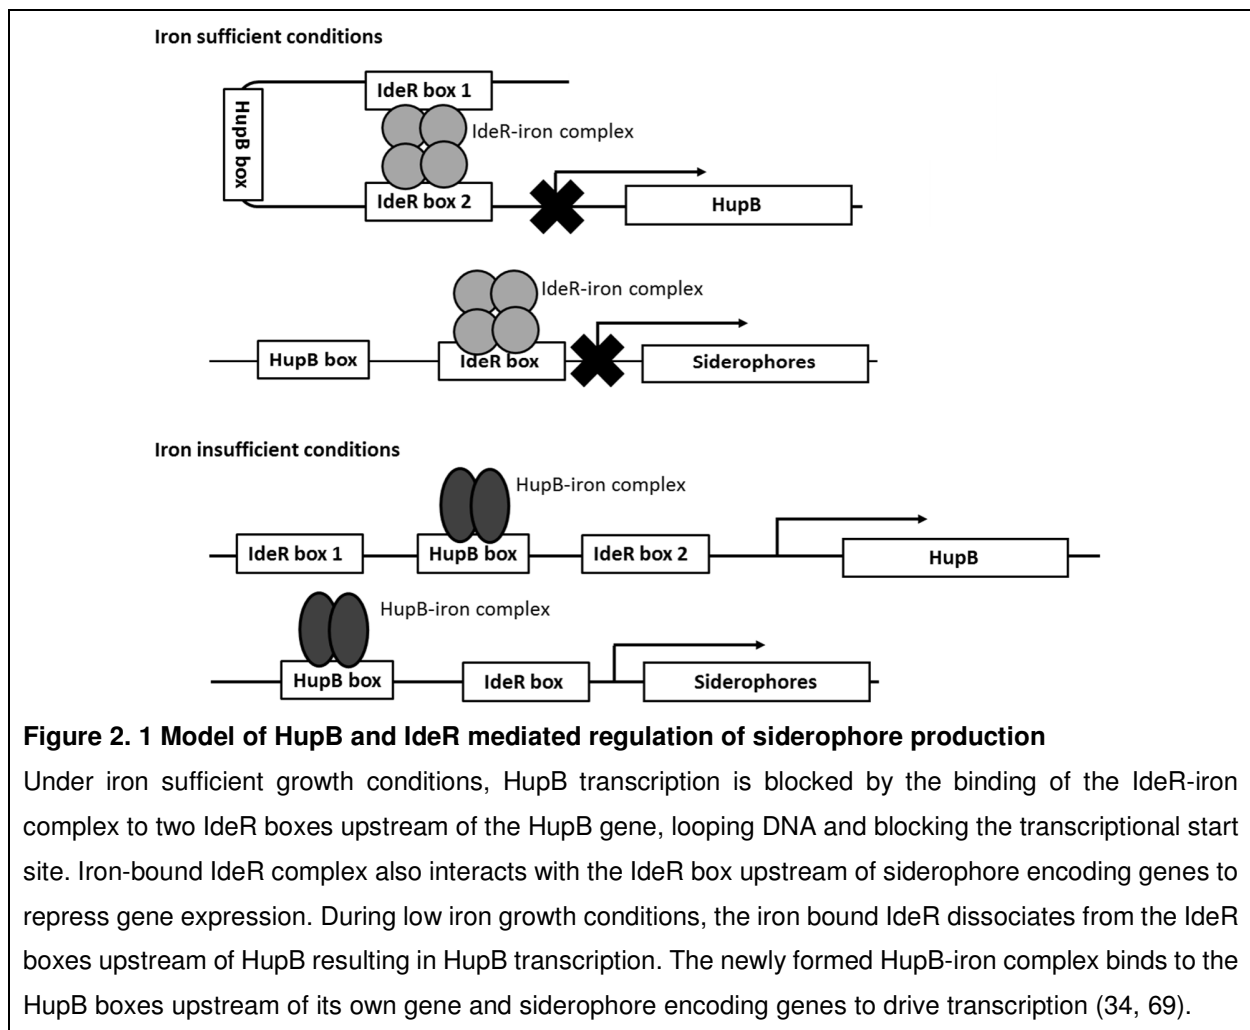 Iron sufficient conditions
IdeR box 1
HupB box
IdeR-iron complex
IdeR box 2
HupB
IdeR-iron complex
HupB box
IdeR box
Siderophores
Iron insufficient conditions
HupB-iron complex
IdeR box 1
HupB box
IdeR box 2
HupB
HupB-iron complex
HupB box
IdeR box
Siderophores
Figure 2. 1 Model of HupB and IdeR mediated regulation of siderophore production
Under iron sufficient growth conditions, HupB transcription is blocked by the binding of the IdeR-iron
complex to two IdeR boxes upstream of the HupB gene, looping DNA and blocking the transcriptional start
site. Iron-bound IdeR complex also interacts with the IdeR box upstream of siderophore encoding genes to
repress gene expression. During low iron growth conditions, the iron bound IdeR dissociates from the IdeR
boxes upstream of HupB resulting in HupB transcription. The newly formed HupB-iron complex binds to the
HupB boxes upstream of its own gene and siderophore encoding genes to drive transcription (34, 69).